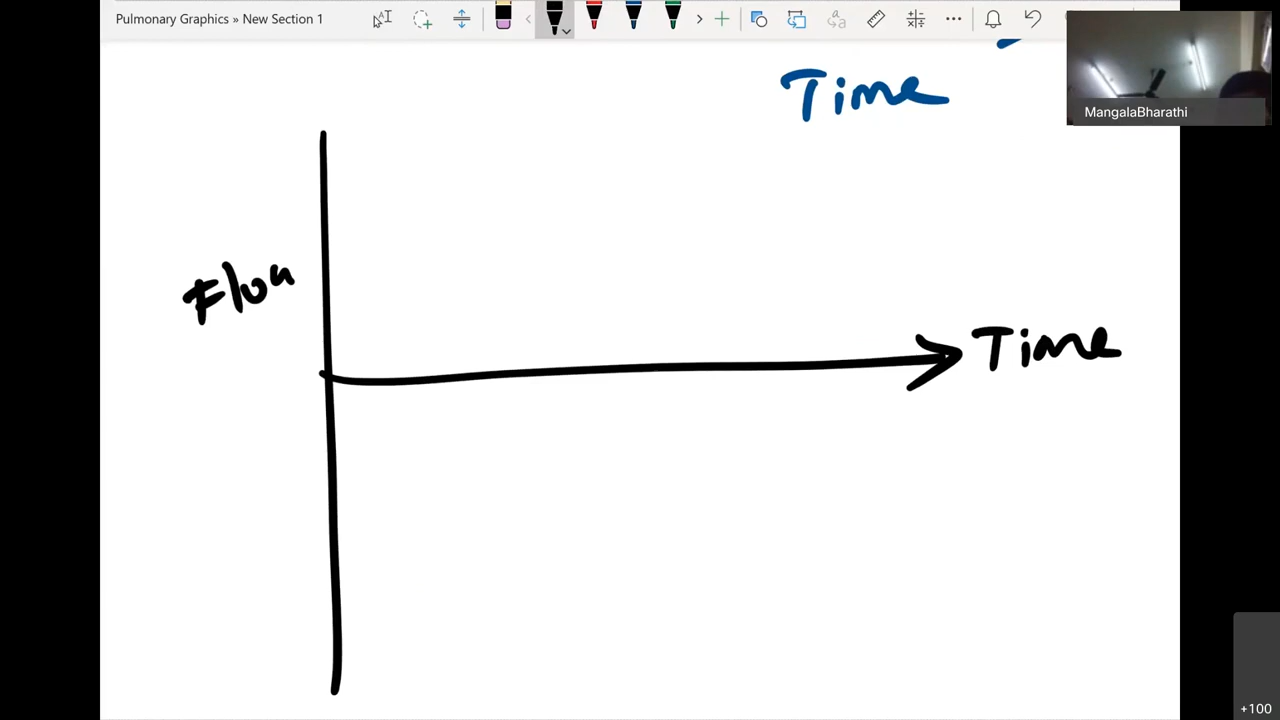 Pulmonary Graphics » New Section 1
Time
MangalaBharathi
Flow
Time
+100